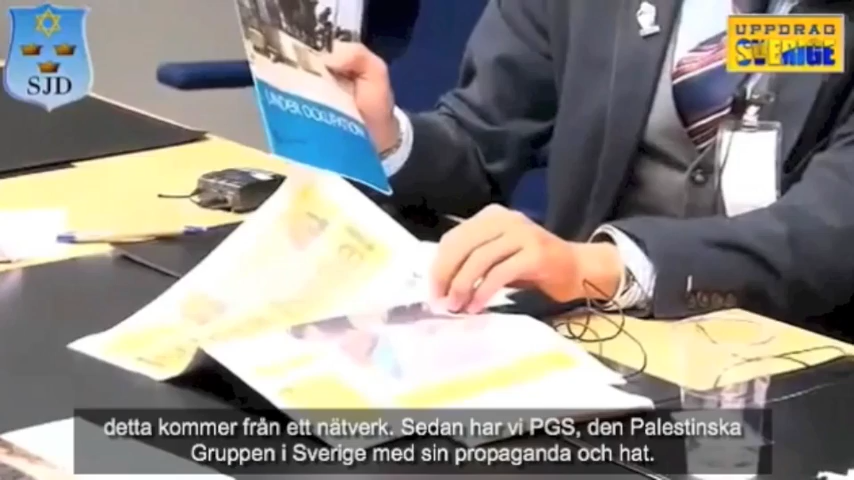 SJD
UPPDRAG
SVERIGE
UNDER OCCUPATION
detta kommer från ett nätverk. Sedan har vi PGS, den Palestinska
Gruppen i Sverige med sin propaganda och hat.